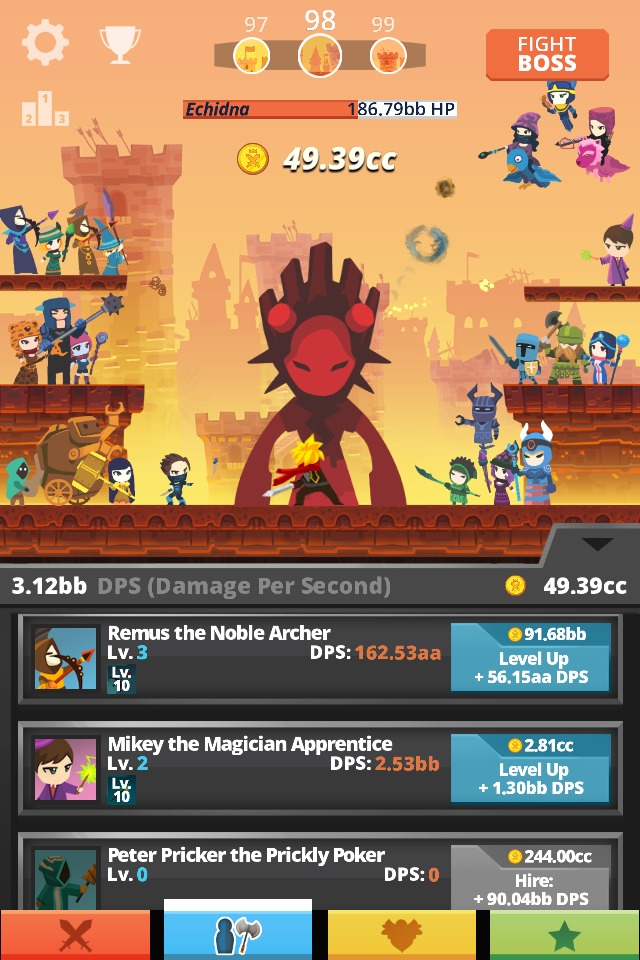 97 98 99
FIGHT
BOSS
1
2 3
Echidna 186.79bb HP
49.39cc
3.12bb DPS (Damage Per Second) 49.39cc
Remus the Noble Archer
Lv. 3 DPS: 162.53aa
Lv.
10
91.68bb
Level Up
+ 56.15aa DPS
Mikey the Magician Apprentice
Lv. 2 DPS: 2.53bb
Lv.
10
2.81cc
Level Up
+ 1.30bb DPS
Peter Pricker the Prickly Poker
Lv. 0 DPS: 0
244.00cc
Hire:
+ 90.04bb DPS